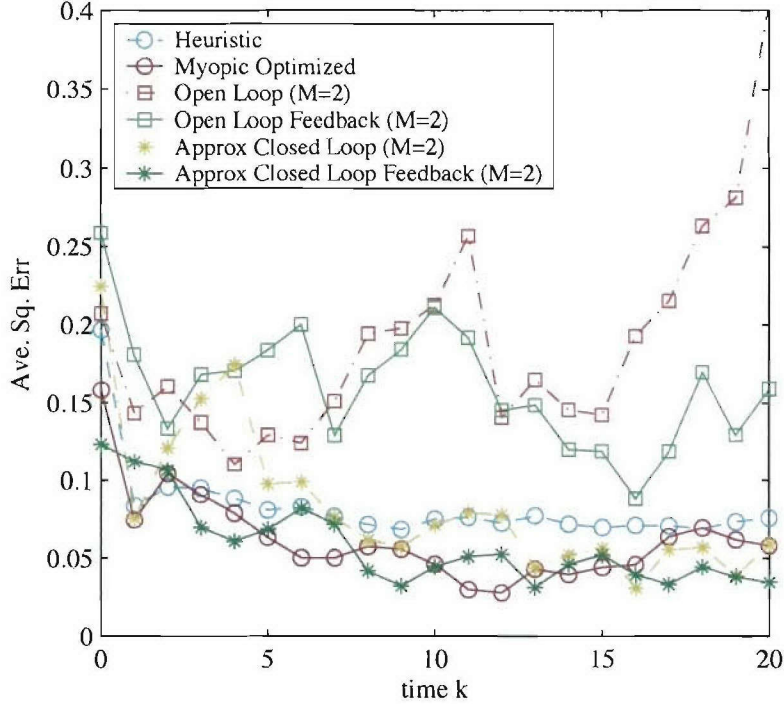 0.4
0.35
0.3
0.25
0.2
0.15
0.1
0.05
0
Ave. Sq. Err
Heuristic
Myopic Optimized
Open Loop (M=2)
Open Loop Feedback (M=2)
Approx Closed Loop (M=2)
Approx Closed Loop Feedback (M=2)
0 5 10 15 20
time k